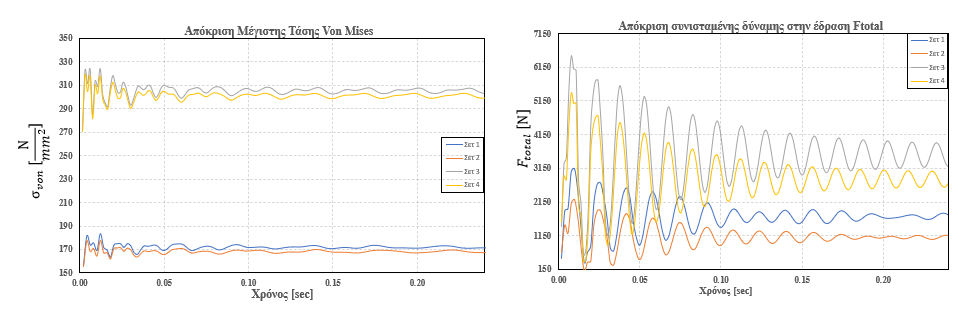 Απόκριση Μέγιστης Τάσης Von Mises
350
330
310
290
270
250
230
210
190
170
150
σ_von [N/mm²]
0.00
0.05
0.10
0.15
0.20
Χρόνος [sec]
Σετ 1
Σετ 2
Σετ 3
Σετ 4
Απόκριση συνισταμένης δύναμης στην έδραση Ftotal
7150
6150
5150
4150
3150
2150
1150
150
F_total [N]
0.00
0.05
0.10
0.15
0.20
Χρόνος [sec]
Σετ 1
Σετ 2
Σετ 3
Σετ 4